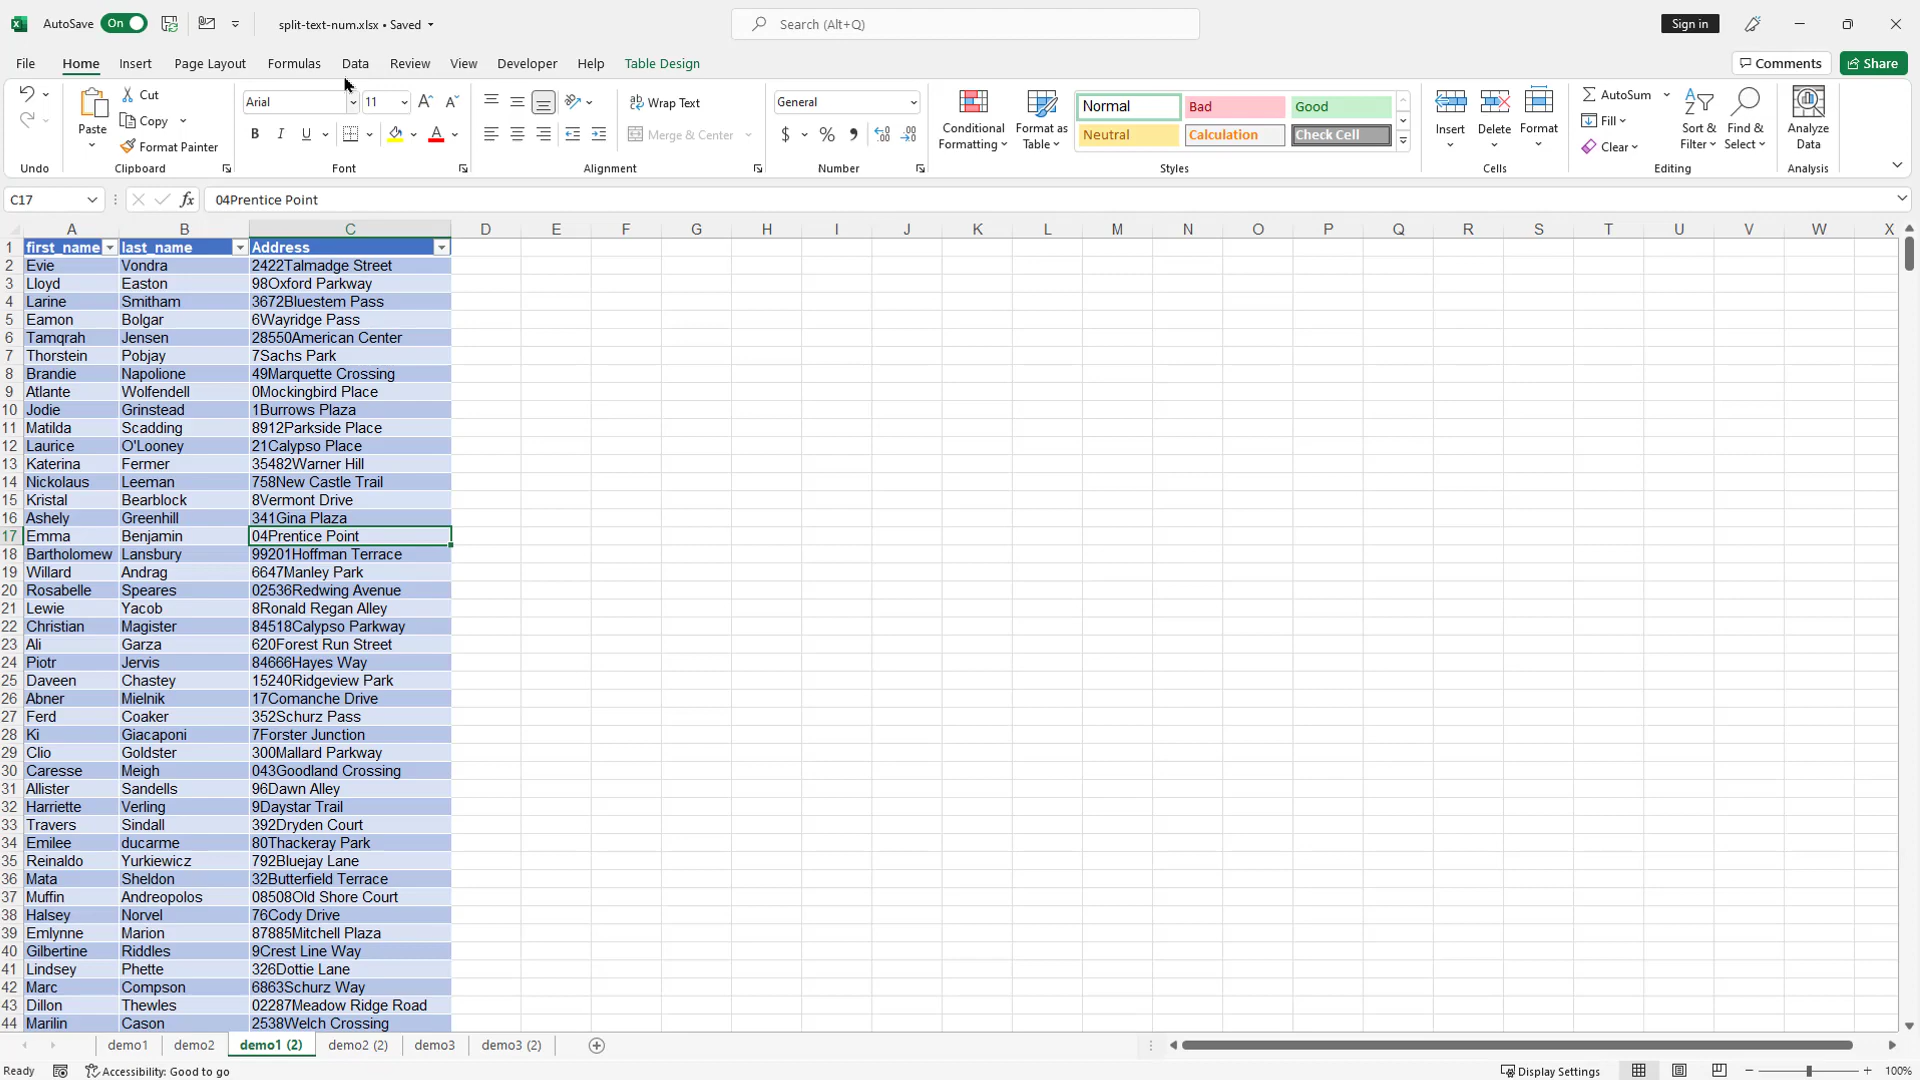 AutoSave On split-text-num.xlsx • Saved Search (Alt+Q) Sign in
File Home Insert Page Layout Formulas Data Review View Developer Help Table Design Comments Share
Cut Arial 11 Wrap Text General Normal Bad Good AutoSum
Paste Copy Conditional Formatting Format as Table Insert Delete Format Fill Sort & Filter Find & Select Analyze Data
Format Painter B I U A Merge & Center $ % Neutral Calculation Check Cell Clear
Undo Clipboard Font Alignment Number Styles Cells Editing Analysis
C17 fx 04Prentice Point
A B C D E F G H I J K L M N O P Q R S T U V W X
1 first_name last_name Address
2 Evie Vondra 2422Talmadge Street
3 Lloyd Easton 98Oxford Parkway
4 Larine Smitham 3672Bluestem Pass
5 Eamon Bolgar 6Wayridge Pass
6 Tamqrah Jensen 28550American Center
7 Thorstein Pobjay 7Sachs Park
8 Brandie Napolione 49Marquette Crossing
9 Atlante Wolfendell 0Mockingbird Place
10 Jodie Grinstead 1Burrows Plaza
11 Matilda Scadding 8912Parkside Place
12 Laurice O'Looney 21Calypso Place
13 Katerina Fermer 35482Warner Hill
14 Nickolaus Leeman 758New Castle Trail
15 Kristal Bearblock 8Vermont Drive
16 Ashely Greenhill 341Gina Plaza
17 Emma Benjamin 04Prentice Point
18 Bartholomew Lansbury 99201Hoffman Terrace
19 Willard Andrag 6647Manley Park
20 Rosabelle Speares 02536Redwing Avenue
21 Lewie Yacob 8Ronald Regan Alley
22 Christian Magister 84518Calypso Parkway
23 Ali Garza 620Forest Run Street
24 Piotr Jervis 84666Hayes Way
25 Daveen Chastey 15240Ridgeview Park
26 Abner Mielnik 17Comanche Drive
27 Ferd Coaker 352Schurz Pass
28 Ki Giacaponi 7Forster Junction
29 Clio Goldster 300Mallard Parkway
30 Caresse Meigh 043Goodland Crossing
31 Allister Sandells 96Dawn Alley
32 Harriette Verling 9Daystar Trail
33 Travers Sindall 392Dryden Court
34 Emilee ducarme 80Thackeray Park
35 Reinaldo Yurkiewicz 792Bluejay Lane
36 Mata Sheldon 32Butterfield Terrace
37 Muffin Andreopolos 08508Old Shore Court
38 Halsey Norvel 76Cody Drive
39 Emlynne Marion 87885Mitchell Plaza
40 Gilbertine Riddles 9Crest Line Way
41 Lindsey Phette 326Dottie Lane
42 Marc Compson 6863Schurz Way
43 Dillon Thewles 02287Meadow Ridge Road
44 Marilin Cason 2538Welch Crossing
demo1 demo2 demo1 (2) demo2 (2) demo3 demo3 (2)
Ready Accessibility: Good to go Display Settings 100%